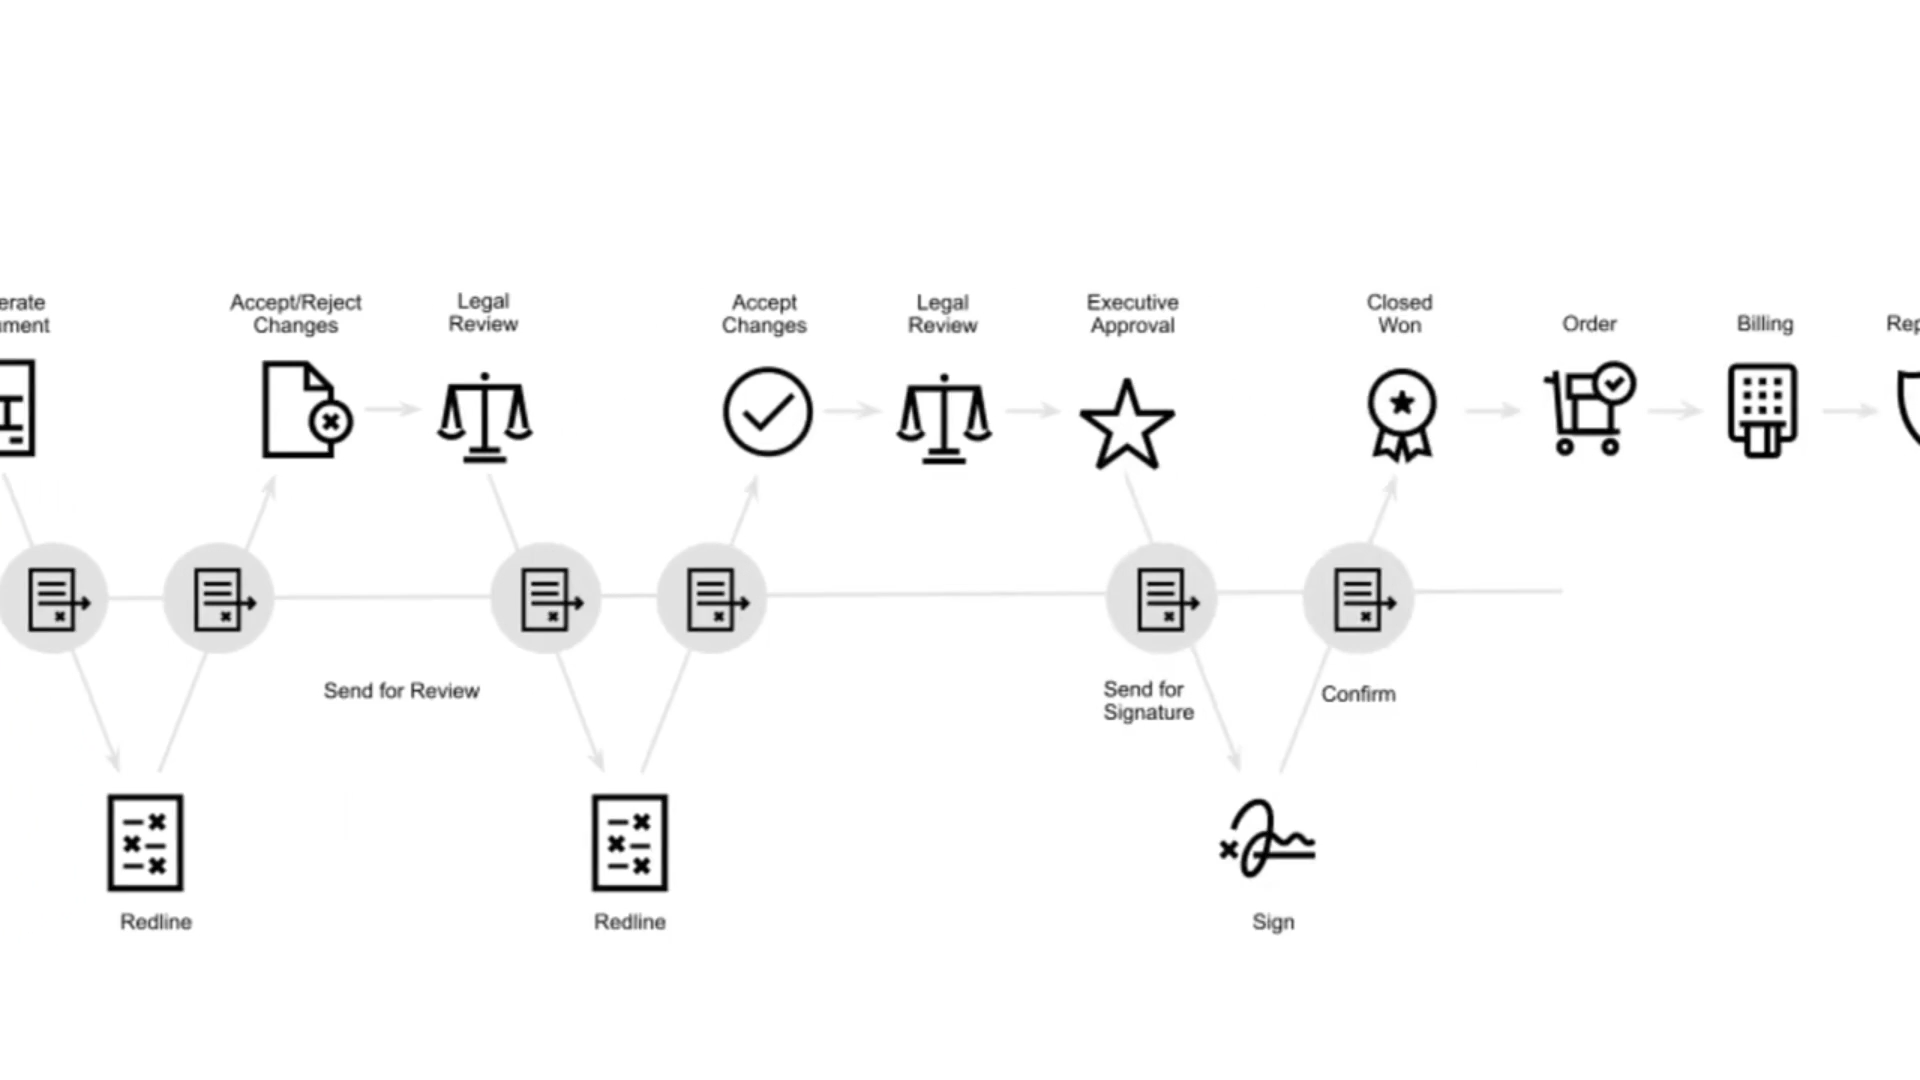 Accept/Reject
Changes
Legal
Review
Accept
Changes
Legal
Review
Executive
Approval
Closed
Won
Order
Billing
Send for Review
Send for
Signature
Confirm
Redline
Redline
Sign